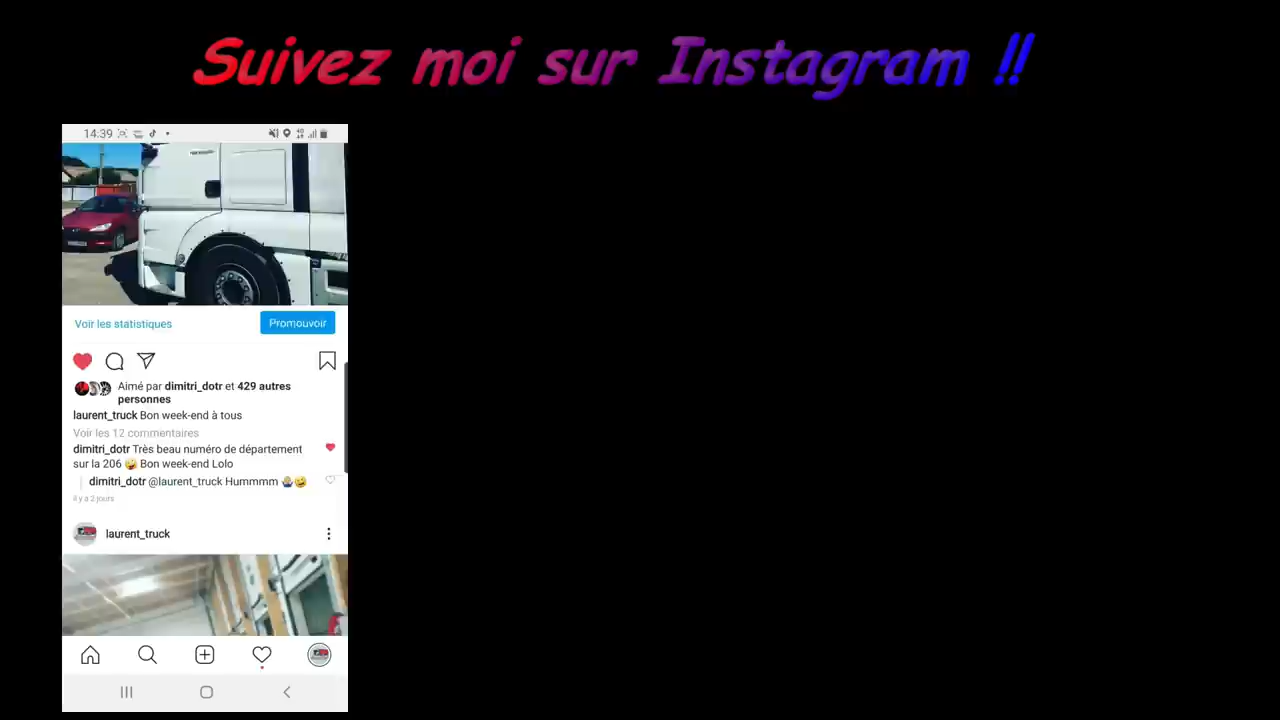 Suivez moi sur Instagram !!
14:39
Voir les statistiques
Promouvoir
Aimé par dimitri_dotr et 429 autres
personnes
laurent_truck Bon week-end à tous
Voir les 12 commentaires
dimitri_dotr Très beau numéro de département
sur la 206 🤪 Bon week-end Lolo
dimitri_dotr @laurent_truck Hummmm 🤷🏼‍♂️🤪
il y a 2 jours
laurent_truck